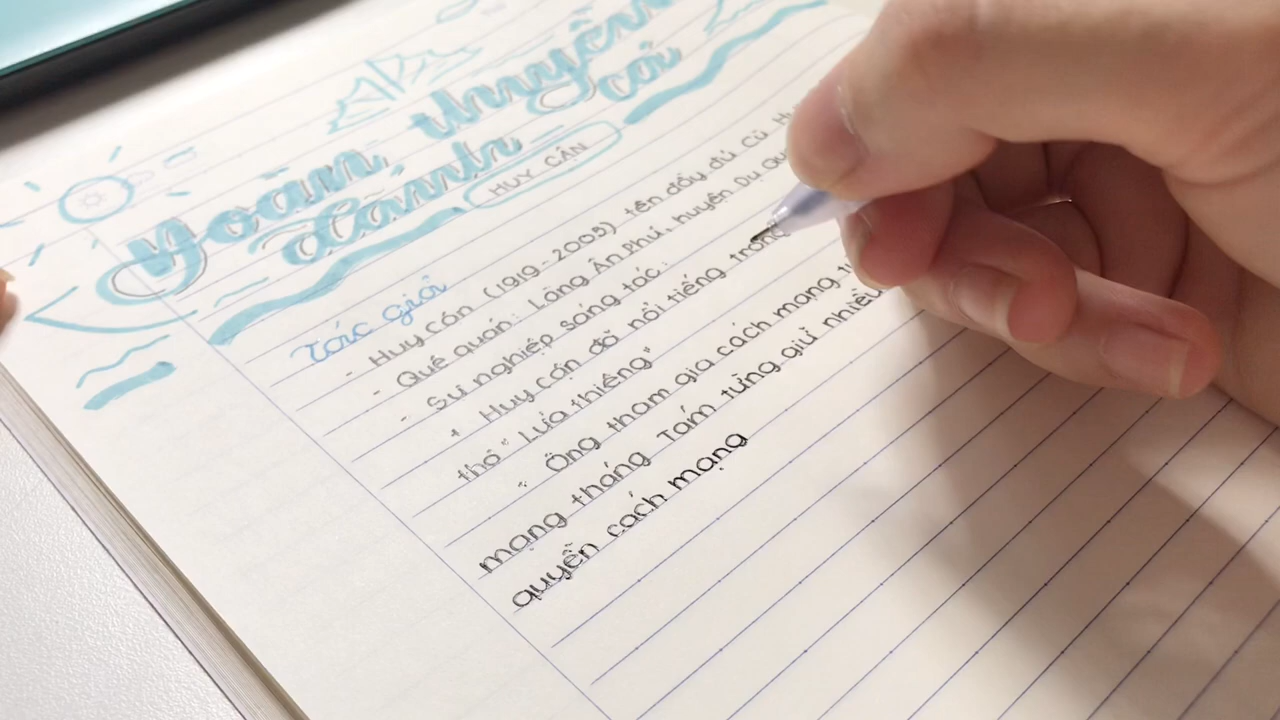 Đoàn thuyền
đánh cá
HUY CẬN
Tác giả
- Huy Cận (1919-2005) tên đầy đủ Cù
- Quê quán: Làng Ân Phú, huyện
- Sự nghiệp sáng tác:
+ Huy Cận đã nổi tiếng trong
thơ "Lửa thiêng"
Ông tham gia cách mạng
mạng tháng Tám từng giữ nhiều
quyền cách mạng